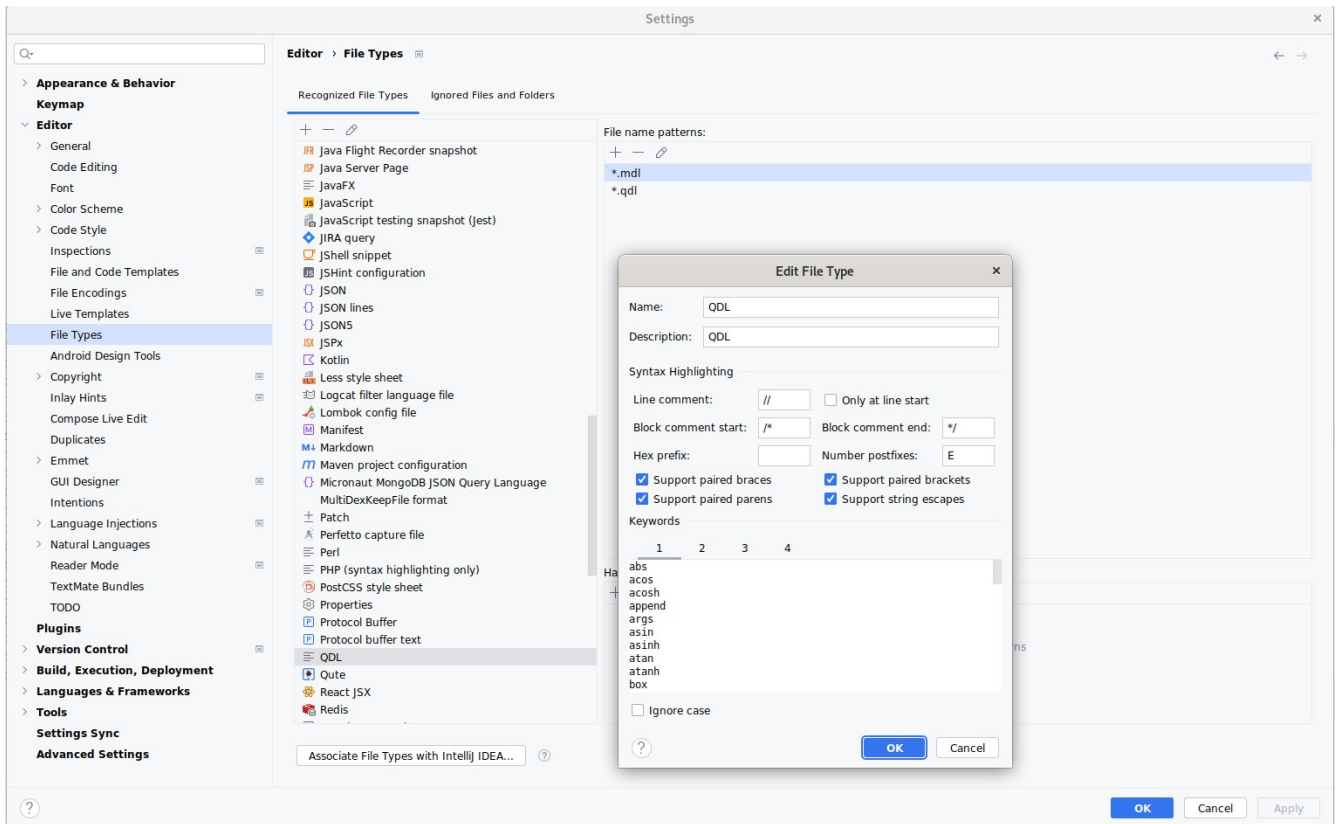 Settings
Appearance & Behavior
Keymap
Editor
General
Code Editing
Font
Color Scheme
Code Style
Inspections
File and Code Templates
File Encodings
Live Templates
File Types
Android Design Tools
Copyright
Inlay Hints
Compose Live Edit
Duplicates
Emmet
GUI Designer
Intentions
Language Injections
Natural Languages
Reader Mode
TextMate Bundles
TODO
Plugins
Version Control
Build, Execution, Deployment
Languages & Frameworks
Tools
Settings Sync
Advanced Settings
Editor › File Types
Recognized File Types Ignored Files and Folders
JFR Java Flight Recorder snapshot
JSP Java Server Page
JavaFX
JS JavaScript
JavaScript testing snapshot (Jest)
JIRA query
JShell snippet
JS JSHint configuration
{} JSON
{} JSON lines
{} JSON5
JSX JSPx
Kotlin
Less style sheet
Logcat filter language file
Lombok config file
M Manifest
M↓ Markdown
m Maven project configuration
{} Micronaut MongoDB JSON Query Language
MultiDexKeepFile format
Patch
Perfetto capture file
Perl
PHP (syntax highlighting only)
PostCSS style sheet
Properties
P Protocol Buffer
P Protocol buffer text
QDL
Qute
React JSX
Redis
Associate File Types with IntelliJ IDEA... ?
File name patterns:
*.mdl
*.qdl
Ha
ns
Edit File Type
Name: QDL
Description: QDL
Syntax Highlighting
Line comment: // Only at line start
Block comment start: /* Block comment end: */
Hex prefix: Number postfixes: E
Support paired braces Support paired brackets
Support paired parens Support string escapes
Keywords
1 2 3 4
abs
acos
acosh
append
args
asin
asinh
atan
atanh
box
Ignore case
? OK Cancel
? OK Cancel Apply